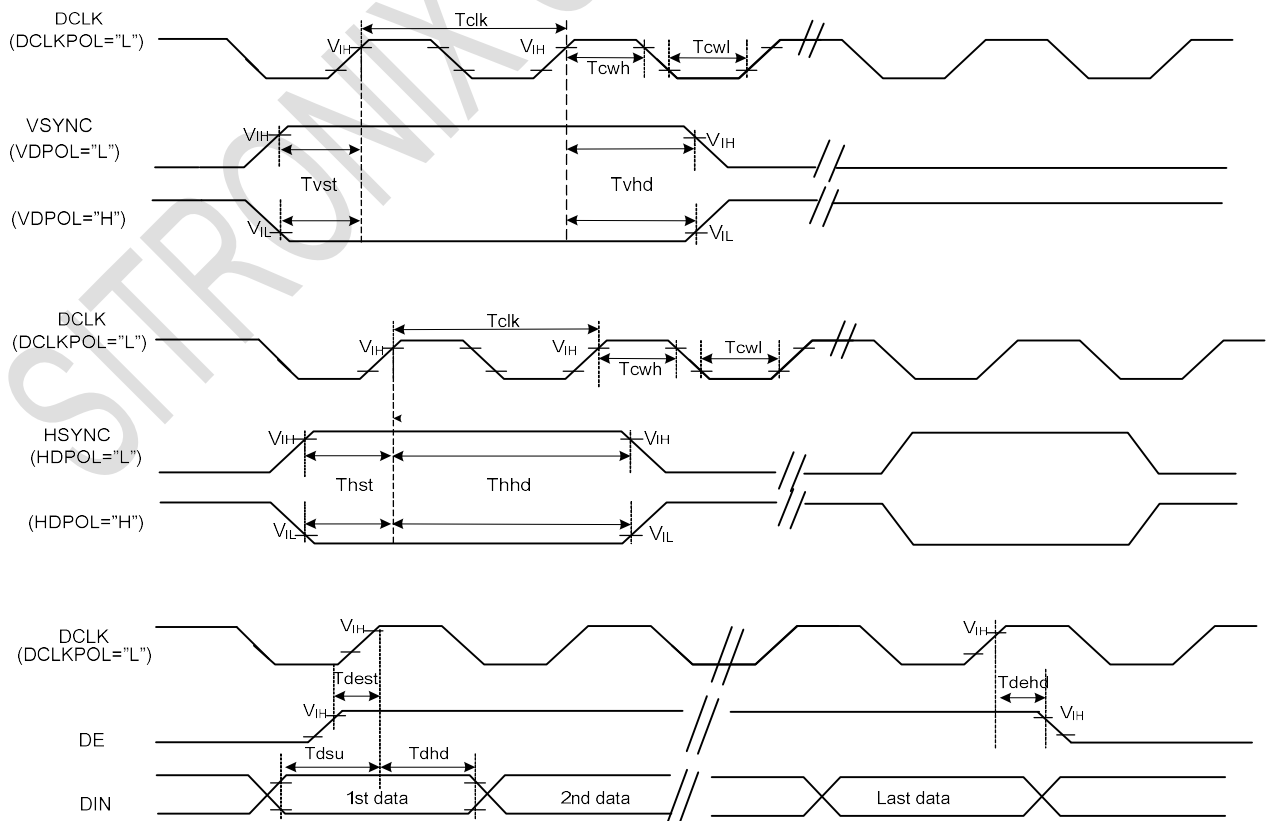 DCLK
(DCLKPOL="L")
Tclk
VIH
VIH
Tcwh
Tcwl
VSYNC
(VDPOL="L")
VIH
VIH
Tvst
Tvhd
(VDPOL="H")
VIL
VIL
DCLK
(DCLKPOL="L")
Tclk
VIH
VIH
Tcwh
Tcwl
HSYNC
(HDPOL="L")
VIH
VIH
Thst
Thhd
(HDPOL="H")
VIL
VIL
DCLK
(DCLKPOL="L")
VIH
VIH
Tdest
Tdehd
VIH
VIH
DE
Tdsu
Tdhd
DIN
1st data
2nd data
Last data
SITRONIX